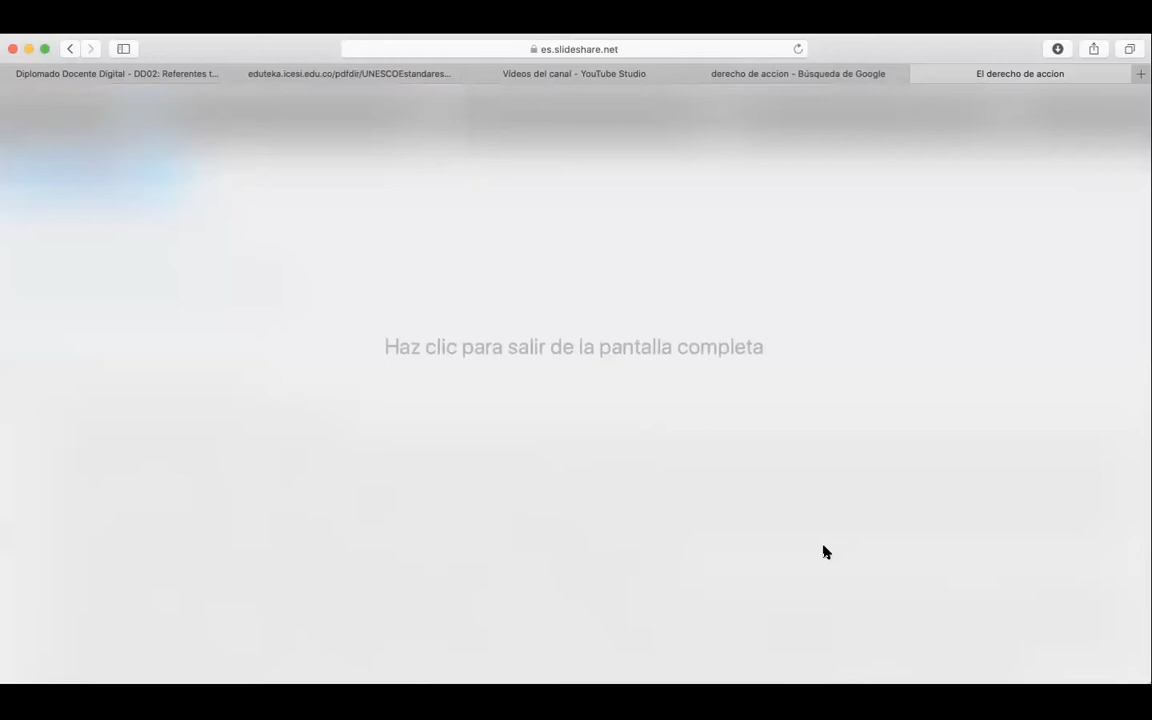 es.slideshare.net
Diplomado Docente Digital - DD02: Referentes t...
eduteka.icesi.edu.co/pdfdir/UNESCOEstandares...
Vídeos del canal - YouTube Studio
derecho de accion - Búsqueda de Google
El derecho de accion
Haz clic para salir de la pantalla completa